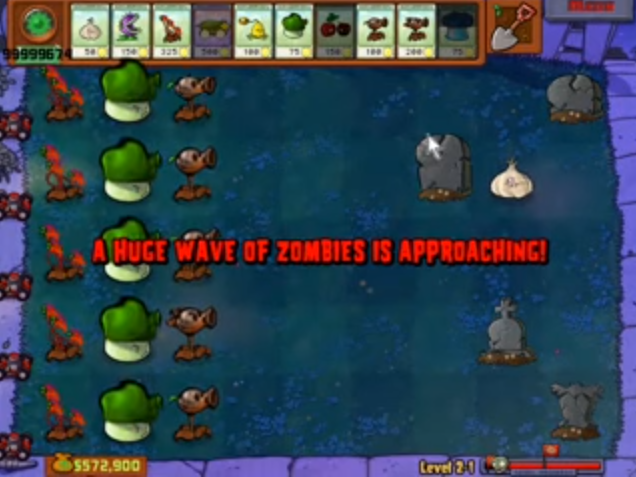 99999674
50 150 325 500 100 75 150 100 200 75
A HUGE WAVE OF ZOMBIES IS APPROACHING!
$572,900
Level 2-1